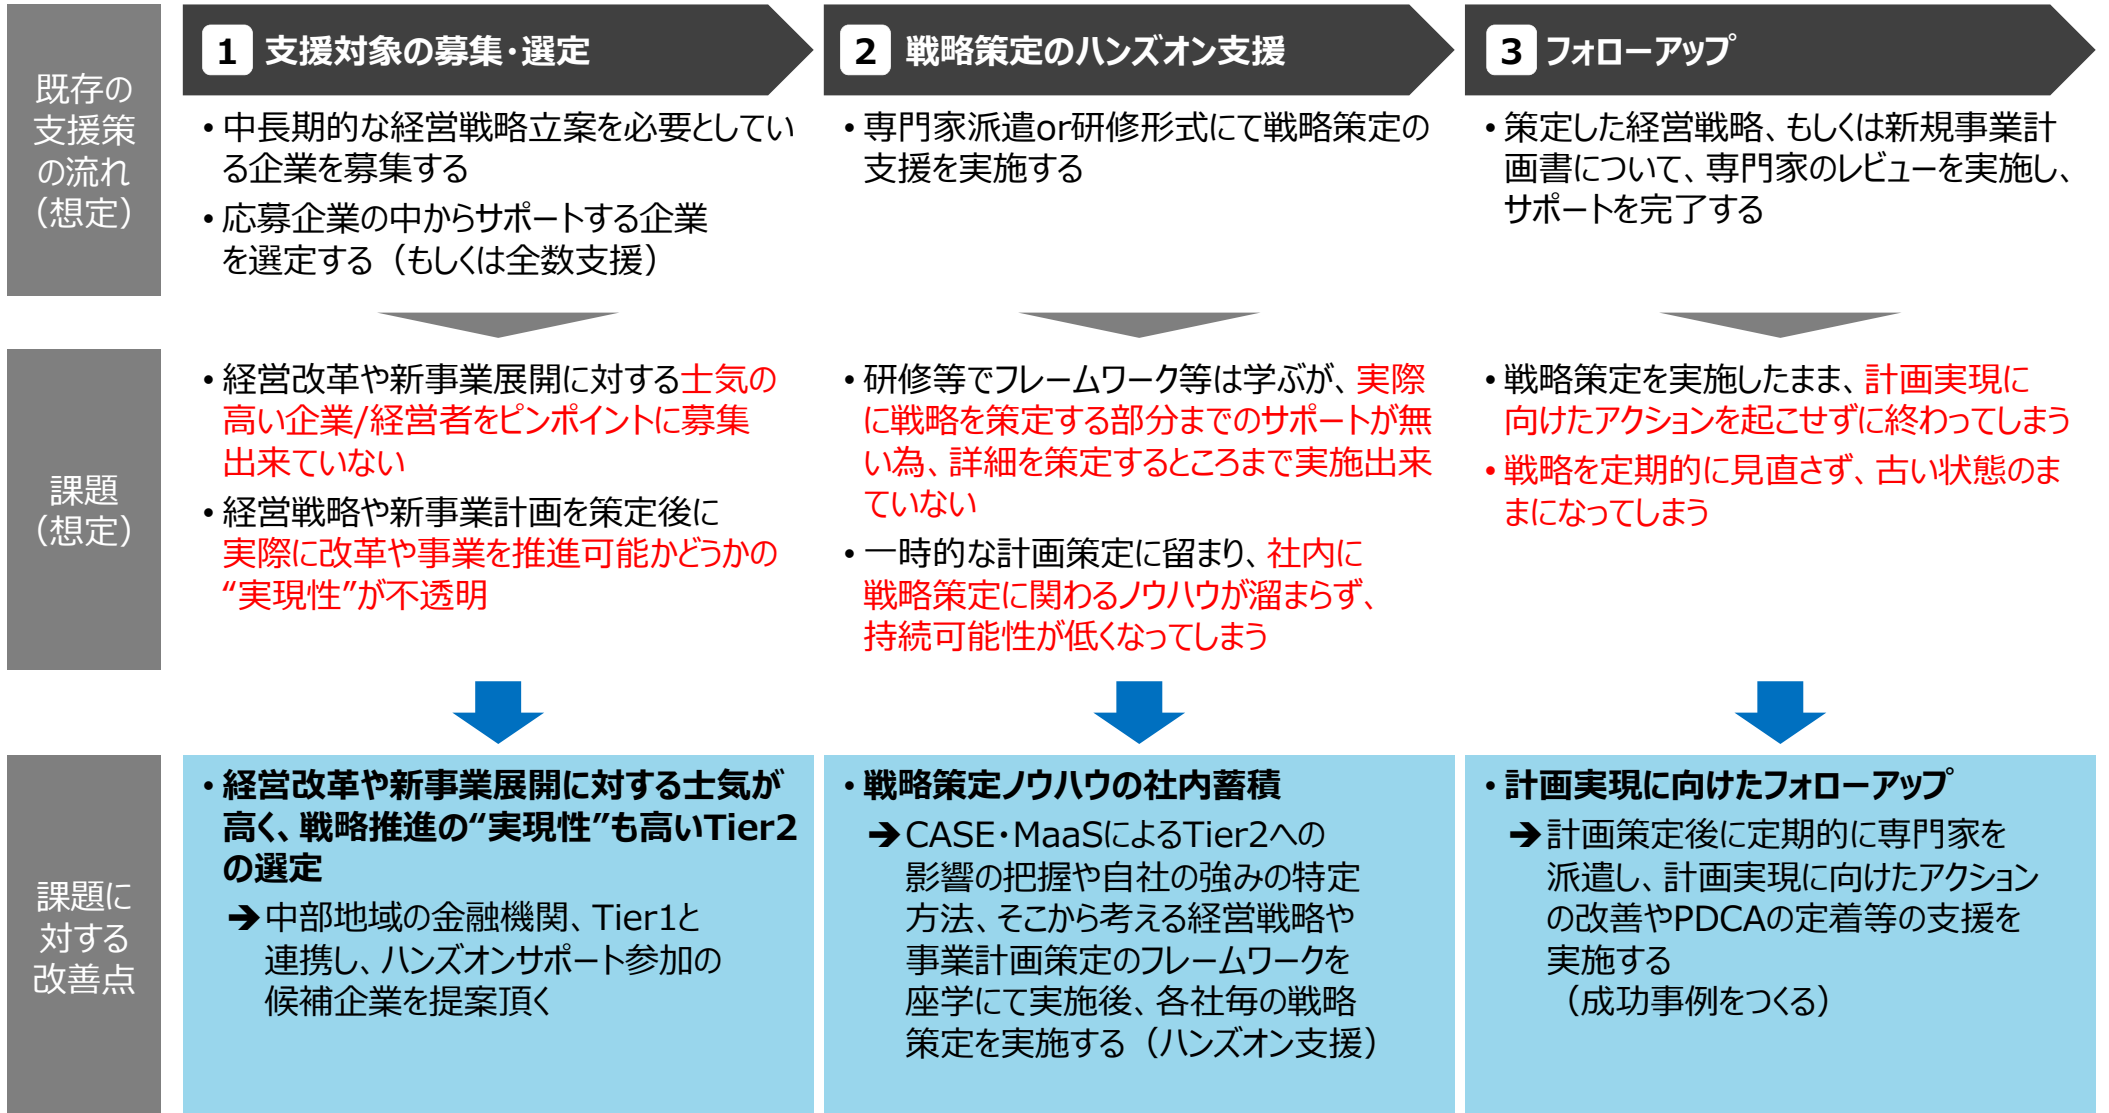 既存の
支援策
の流れ
（想定）
1 支援対象の募集・選定
・中長期的な経営戦略立案を必要としてい
る企業を募集する
・応募企業の中からサポートする企業
を選定する（もしくは全数支援）
2 戦略策定のハンズオン支援
・専門家派遣or研修形式にて戦略策定の
支援を実施する
3 フォローアップ
・策定した経営戦略、もしくは新規事業計
画書について、専門家のレビューを実施し、
サポートを完了する
課題
（想定）
・経営改革や新事業展開に対する士気の
高い企業/経営者をピンポイントに募集
出来ていない
・経営戦略や新事業計画を策定後に
実際に改革や事業を推進可能かどうかの
“実現性”が不透明
・研修等でフレームワーク等は学ぶが、実際
に戦略を策定する部分までのサポートが無
い為、詳細を策定するところまで実施出来
ていない
・一時的な計画策定に留まり、社内に
戦略策定に関わるノウハウが溜まらず、
持続可能性が低くなってしまう
・戦略策定を実施したまま、計画実現に
向けたアクションを起こせずに終わってしまう
・戦略を定期的に見直さず、古い状態のま
まになってしまう
課題に
対する
改善点
・経営改革や新事業展開に対する士気が
高く、戦略推進の“実現性”も高いTier2
の選定
➔中部地域の金融機関、Tier1と
連携し、ハンズオンサポート参加の
候補企業を提案頂く
・戦略策定ノウハウの社内蓄積
➔CASE・MaaSによるTier2への
影響の把握や自社の強みの特定
方法、そこから考える経営戦略や
事業計画策定のフレームワークを
座学にて実施後、各社毎の戦略
策定を実施する（ハンズオン支援）
・計画実現に向けたフォローアップ
➔計画策定後に定期的に専門家を
派遣し、計画実現に向けたアクション
の改善やPDCAの定着等の支援を
実施する
（成功事例をつくる）